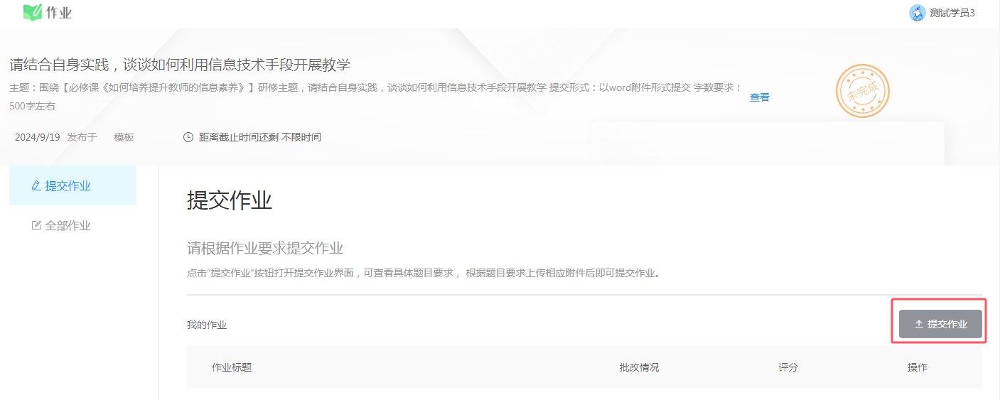 作业
测试学员3
请结合自身实践，谈谈如何利用信息技术手段开展教学
主题：围绕【必修课《如何培养提升教师的信息素养》】研修主题，请结合自身实践，谈谈如何利用信息技术手段开展教学 提交形式：以word附件形式提交 字数要求：
500字左右
查看
未完成
2024/9/19 发布于 模板
距离截止时间还剩 不限时间
提交作业
全部作业
提交作业
请根据作业要求提交作业
点击“提交作业”按钮打开提交作业界面，可查看具体题目要求， 根据题目要求上传相应附件后即可提交作业。
我的作业
提交作业
作业标题 批改情况 评分 操作